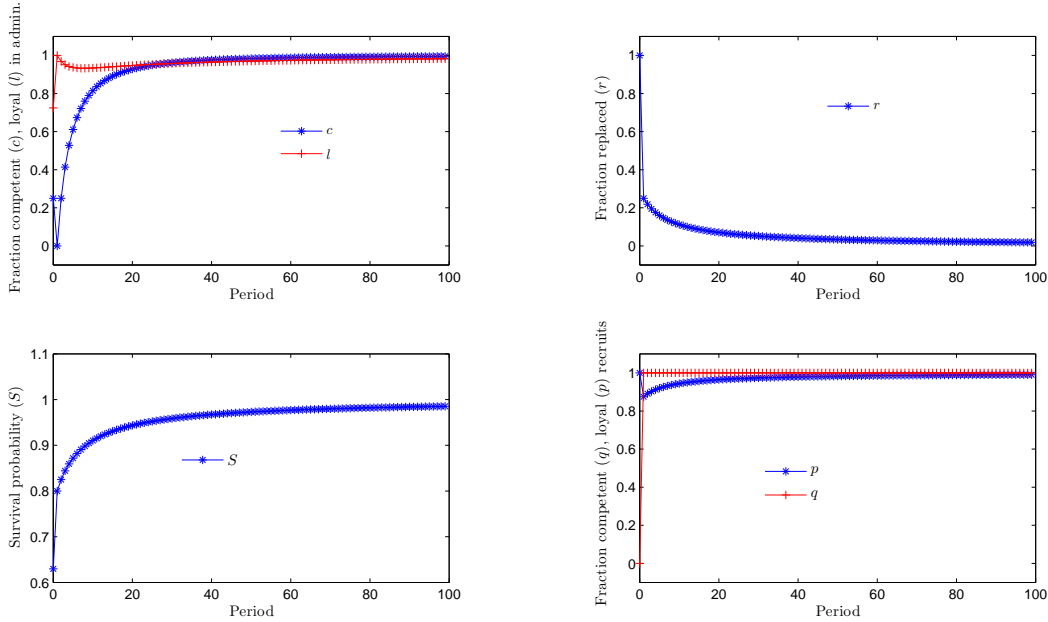 Fraction competent (c), loyal (l) in admin.
1
0.8
0.6
0.4
0.2
0
0 20 40 60 80 100
Period
c
l
Fraction replaced (r)
1
0.8
0.6
0.4
0.2
0
0 20 40 60 80 100
Period
r
Survival probability (S)
1.1
1
0.9
0.8
0.7
0.6
0 20 40 60 80 100
Period
S
Fraction competent (q), loyal (p) recruits
1
0.8
0.6
0.4
0.2
0
0 20 40 60 80 100
Period
p
q